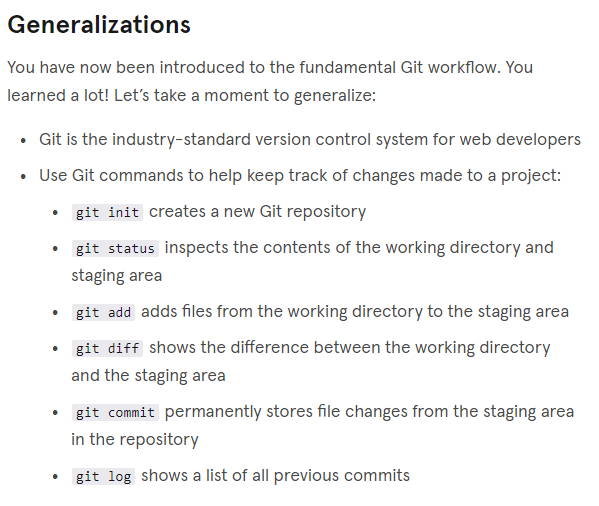 Generalizations
You have now been introduced to the fundamental Git workflow. You
learned a lot! Let’s take a moment to generalize:
• Git is the industry-standard version control system for web developers
• Use Git commands to help keep track of changes made to a project:
• git init creates a new Git repository
• git status inspects the contents of the working directory and
staging area
• git add adds files from the working directory to the staging area
• git diff shows the difference between the working directory
and the staging area
• git commit permanently stores file changes from the staging area
in the repository
• git log shows a list of all previous commits